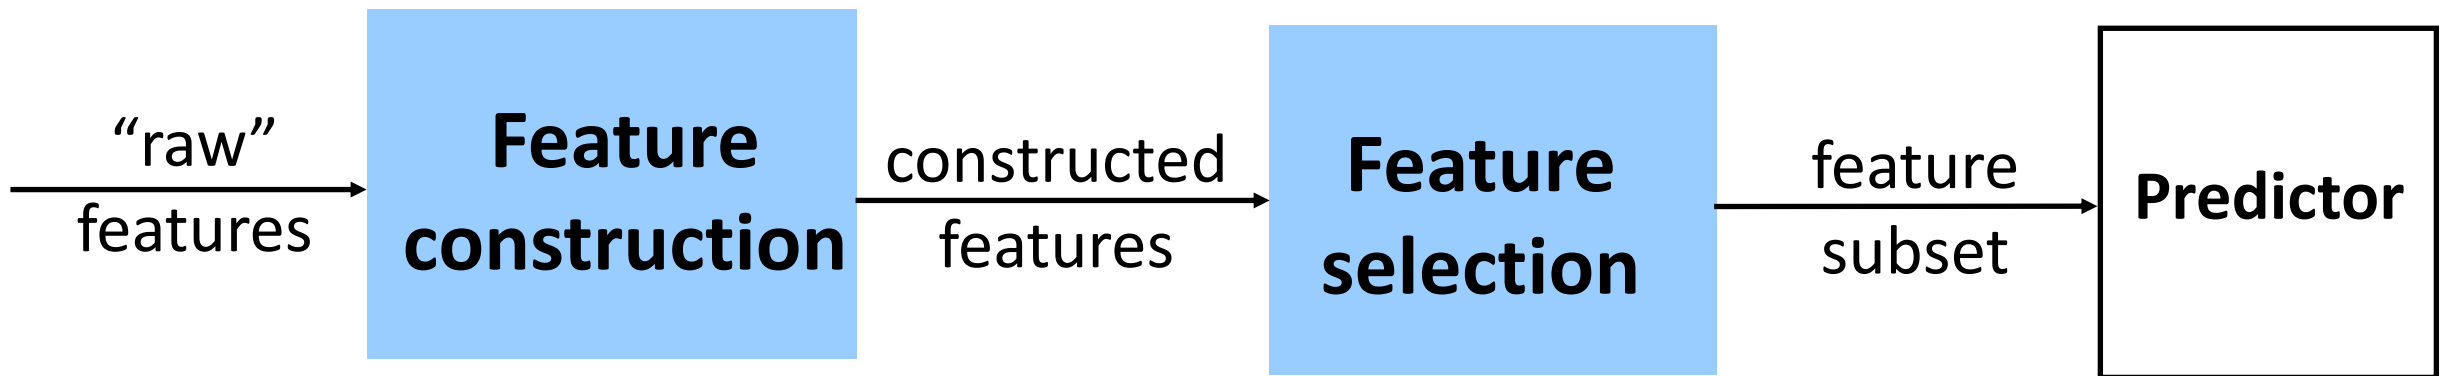 “raw”
features
Feature
construction
constructed
features
Feature
selection
feature
subset
Predictor